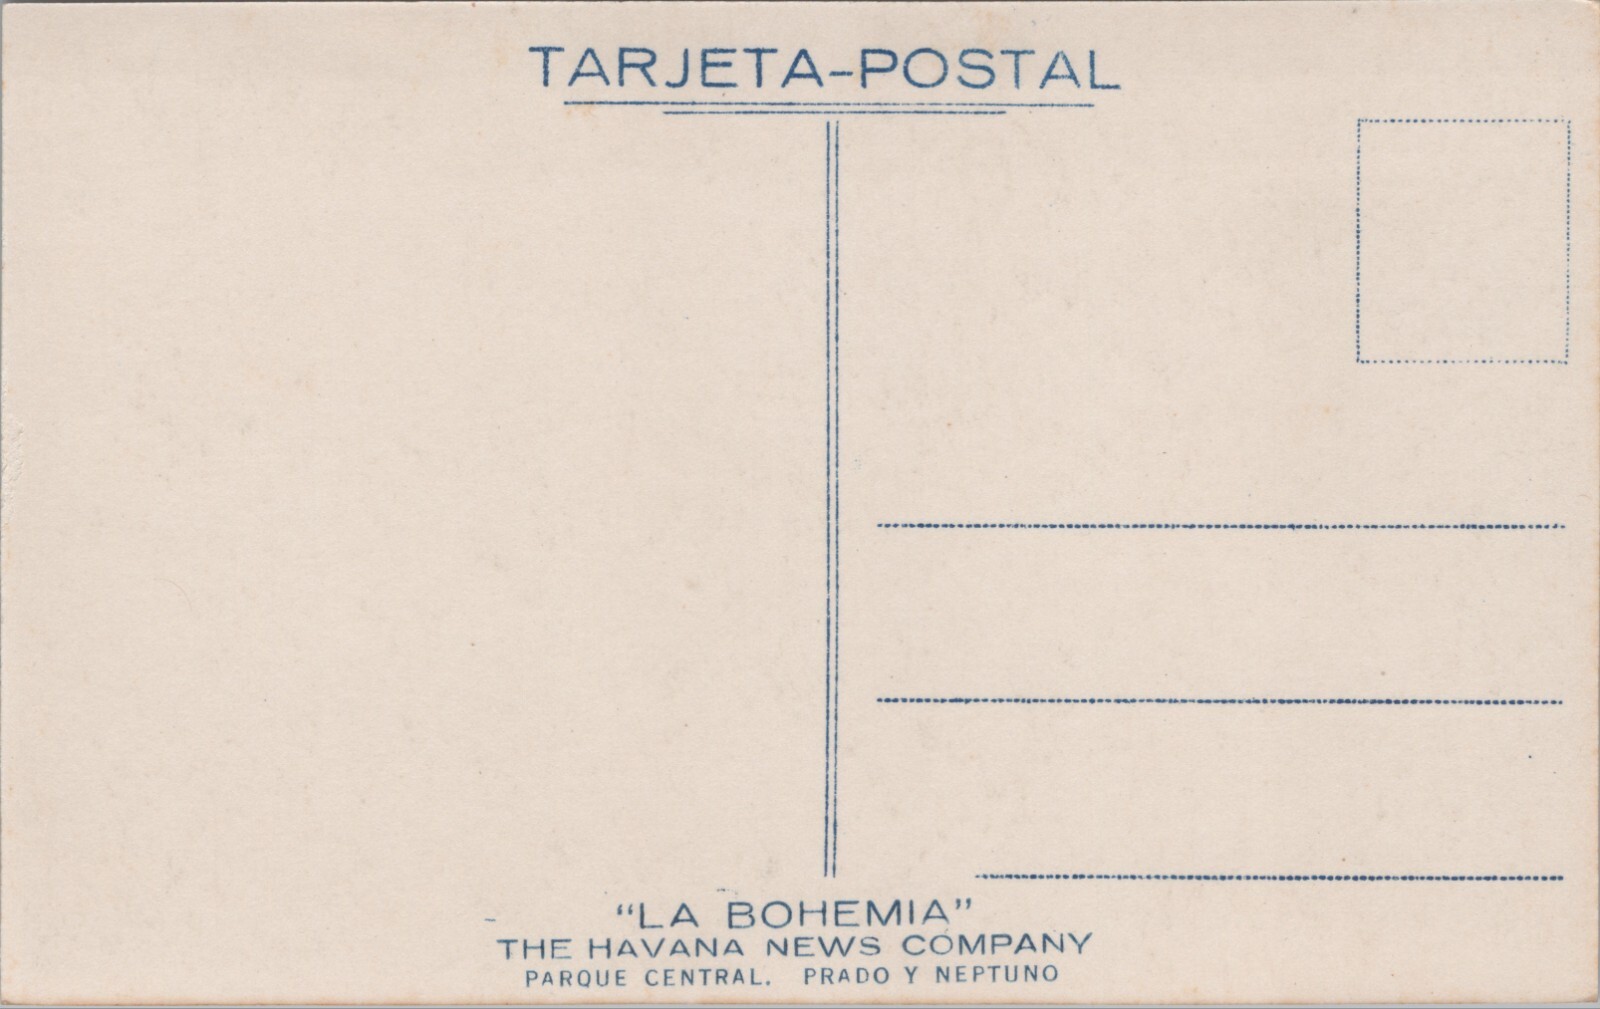 TARJETA-POSTAL
“LA BOHEMIA”
THE HAVANA NEWS COMPANY
PARQUE CENTRAL. PRADO Y NEPTUNO